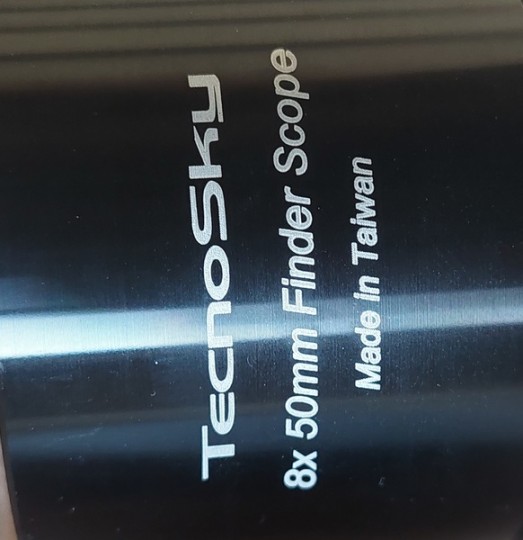 TecnoSky
8x 50mm Finder Scope
Made in Taiwan